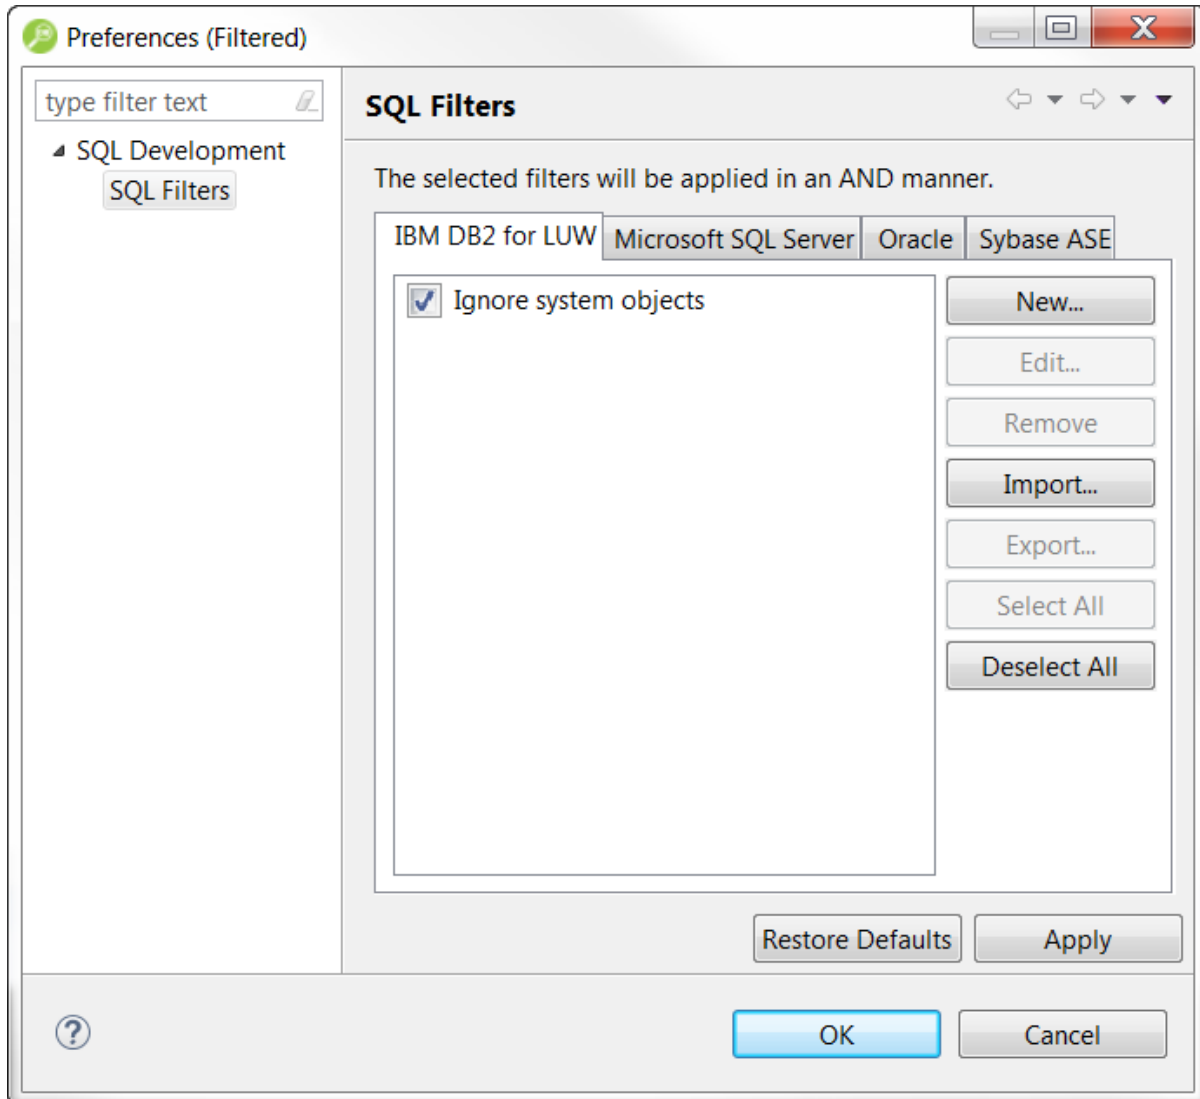 Preferences (Filtered)
type filter text
SQL Development
SQL Filters
SQL Filters
The selected filters will be applied in an AND manner.
IBM DB2 for LUW Microsoft SQL Server Oracle Sybase ASE
Ignore system objects
New...
Edit...
Remove
Import...
Export...
Select All
Deselect All
Restore Defaults Apply
? OK Cancel